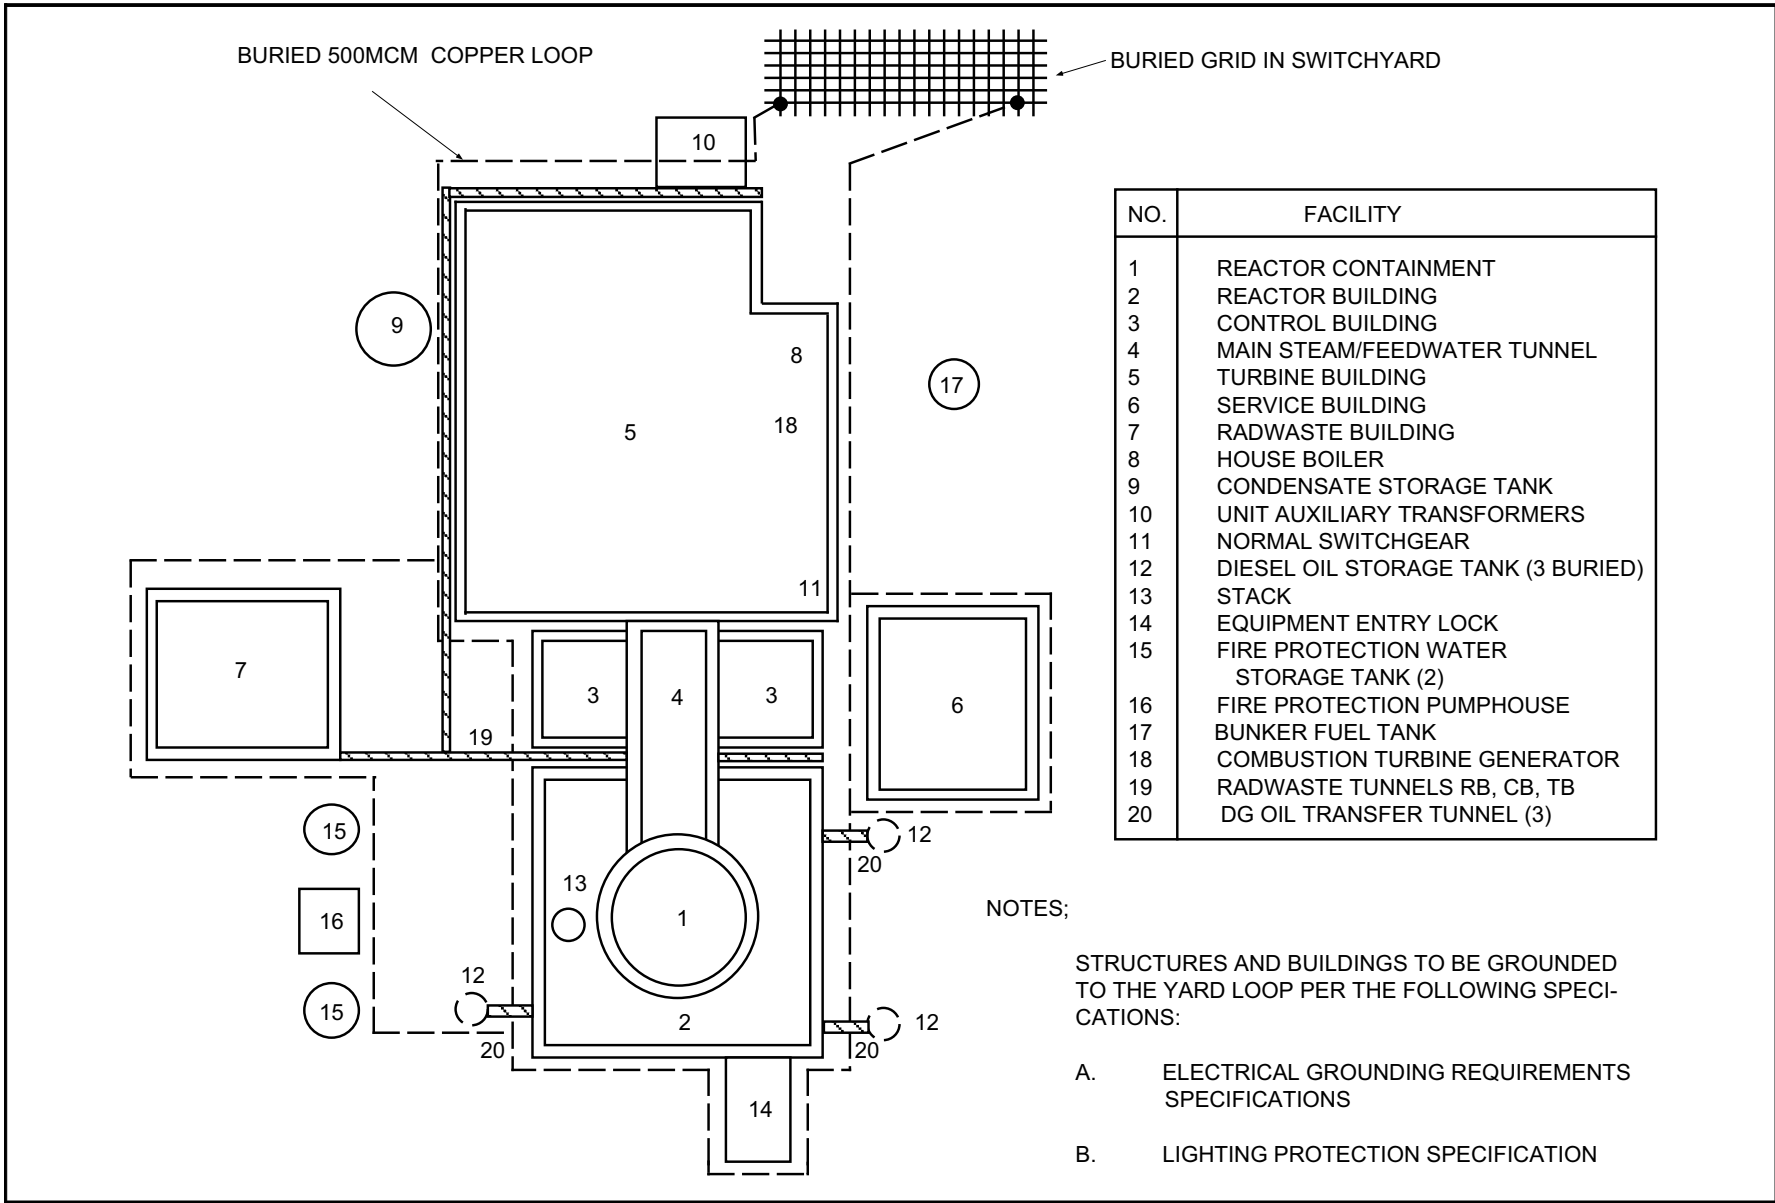 BURIED 500MCM COPPER LOOP
BURIED GRID IN SWITCHYARD
10
9
8
17
18
5
11
7
3
4
3
6
19
15
12
20
13
16
1
12
15
2
12
20
20
14
NO. FACILITY
1 REACTOR CONTAINMENT
2 REACTOR BUILDING
3 CONTROL BUILDING
4 MAIN STEAM/FEEDWATER TUNNEL
5 TURBINE BUILDING
6 SERVICE BUILDING
7 RADWASTE BUILDING
8 HOUSE BOILER
9 CONDENSATE STORAGE TANK
10 UNIT AUXILIARY TRANSFORMERS
11 NORMAL SWITCHGEAR
12 DIESEL OIL STORAGE TANK (3 BURIED)
13 STACK
14 EQUIPMENT ENTRY LOCK
15 FIRE PROTECTION WATER
STORAGE TANK (2)
16 FIRE PROTECTION PUMPHOUSE
17 BUNKER FUEL TANK
18 COMBUSTION TURBINE GENERATOR
19 RADWASTE TUNNELS RB, CB, TB
20 DG OIL TRANSFER TUNNEL (3)
NOTES;
STRUCTURES AND BUILDINGS TO BE GROUNDED
TO THE YARD LOOP PER THE FOLLOWING SPECI-
CATIONS:
A. ELECTRICAL GROUNDING REQUIREMENTS
SPECIFICATIONS
B. LIGHTING PROTECTION SPECIFICATION